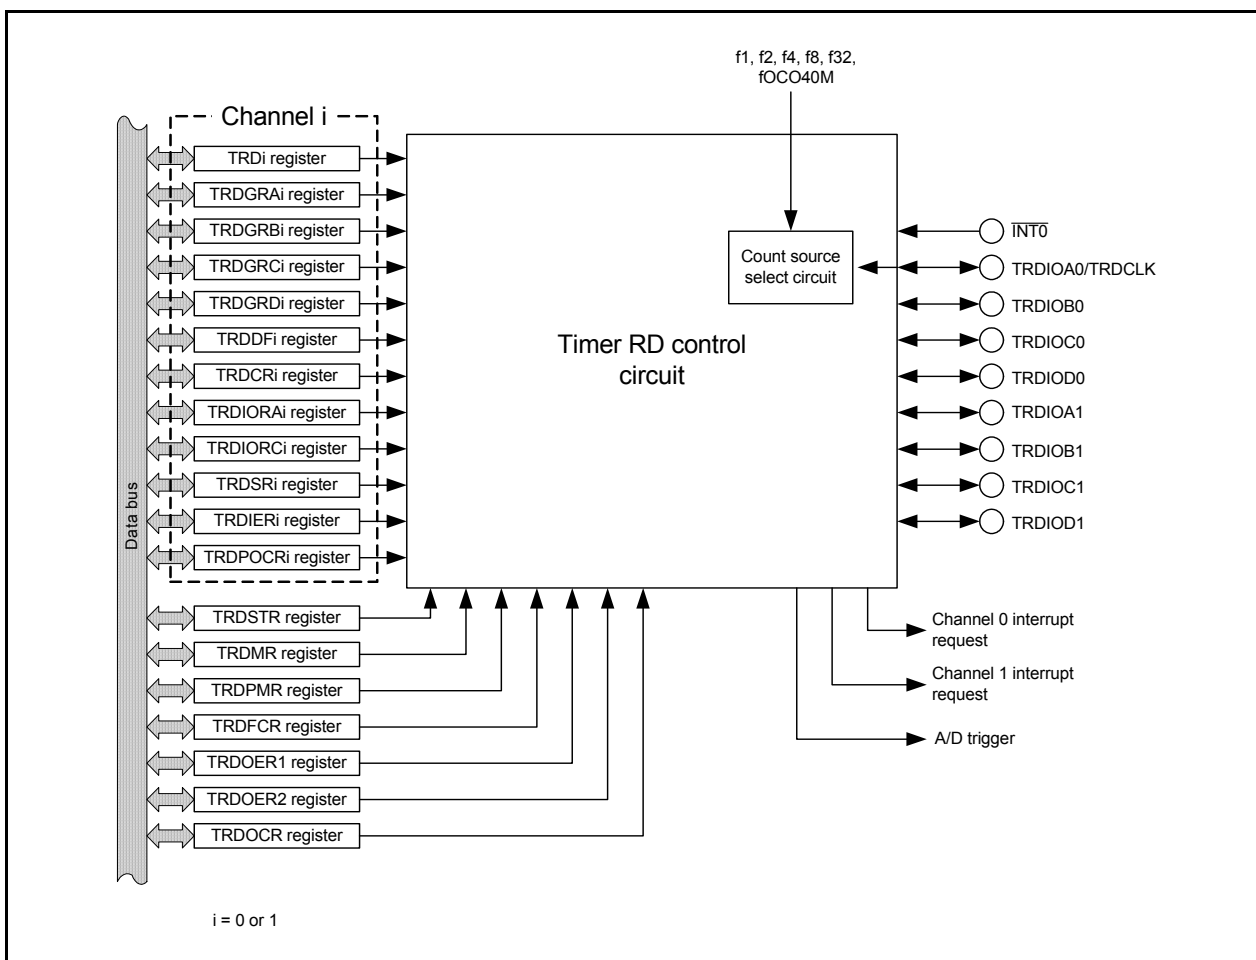 f1, f2, f4, f8, f32,
fOCO40M
Channel i
TRDi register
TRDGRAi register
TRDGRBi register
TRDGRCi register
TRDGRDi register
TRDDFi register
TRDCRi register
TRDIORAi register
TRDIORCi register
TRDSRi register
TRDIERi register
TRDPOCRi register
Data bus
TRDSTR register
TRDMR register
TRDPMR register
TRDFCR register
TRDOER1 register
TRDOER2 register
TRDOCR register
Count source
select circuit
Timer RD control
circuit
INT0
TRDIOA0/TRDCLK
TRDIOB0
TRDIOC0
TRDIOD0
TRDIOA1
TRDIOB1
TRDIOC1
TRDIOD1
Channel 0 interrupt
request
Channel 1 interrupt
request
A/D trigger
i = 0 or 1